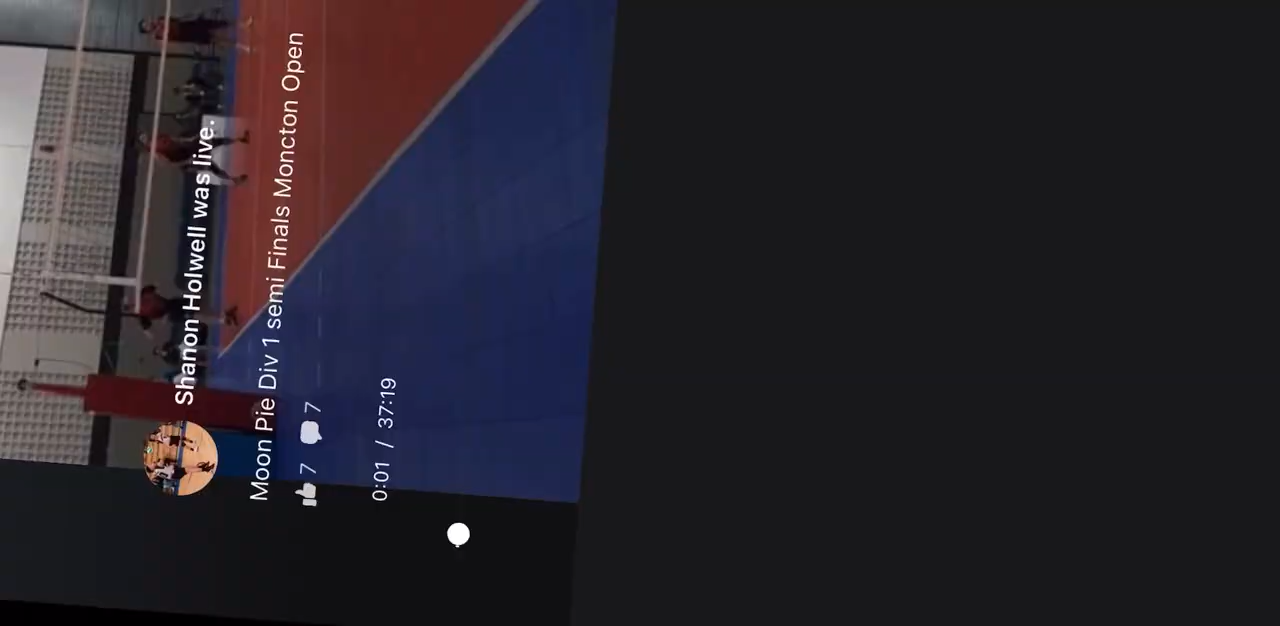 Shanon Holwell was live.
Moon Pie Div 1 semi Finals Moncton Open
7 7
0:01 / 37:19